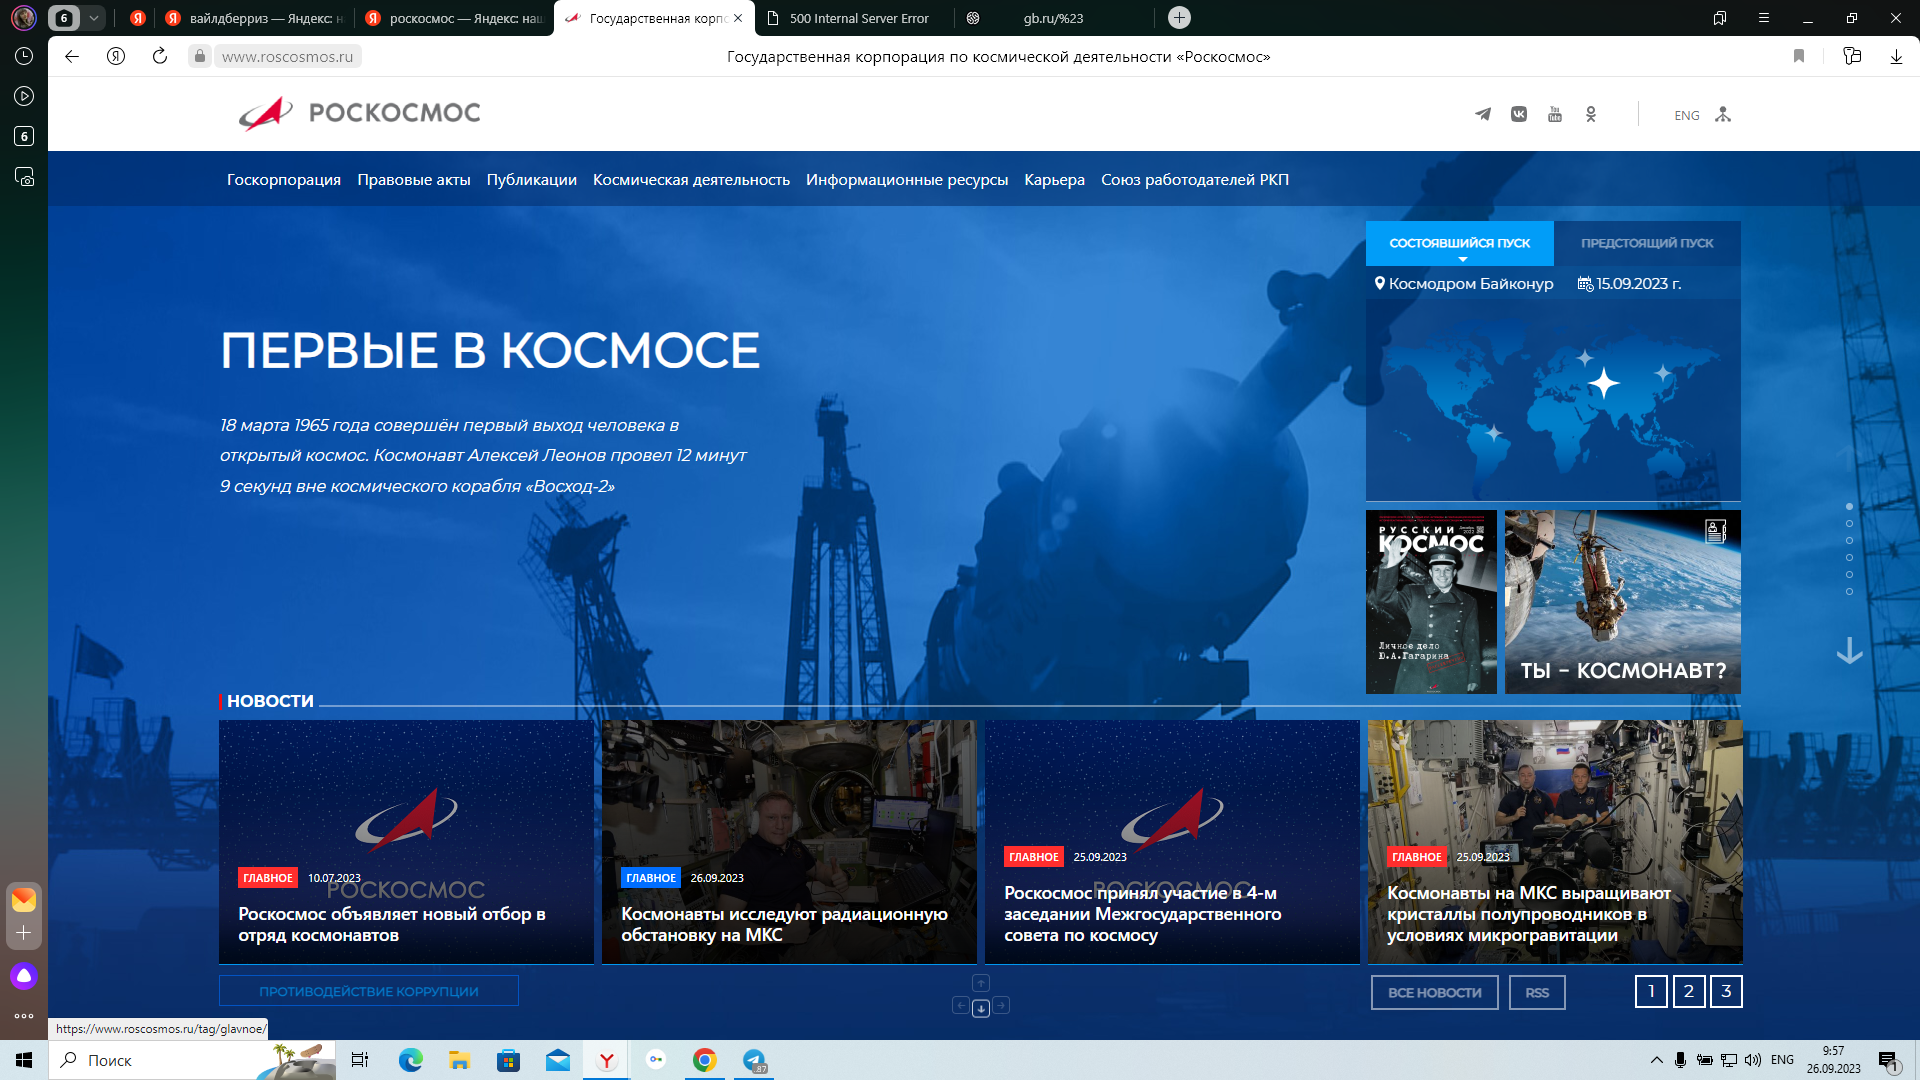 6
вайлдберриз — Яндекс: н
роскосмос — Яндекс: наш
Государственная корпо
500 Internal Server Error
gb.ru/%23
www.roscosmos.ru
Государственная корпорация по космической деятельности «Роскосмос»
6
РОСКОСМОС
ENG
Госкорпорация
Правовые акты
Публикации
Космическая деятельность
Информационные ресурсы
Карьера
Союз работодателей РКП
СОСТОЯВШИЙСЯ ПУСК
ПРЕДСТОЯЩИЙ ПУСК
Космодром Байконур
15.09.2023 г.
ПЕРВЫЕ В КОСМОСЕ
18 марта 1965 года совершён первый выход человека в
открытый космос. Космонавт Алексей Леонов провел 12 минут
9 секунд вне космического корабля «Восход-2»
РУССКИЙ
КОСМОС
Личное дело
Ю.А.Гагарина
ТЫ – КОСМОНАВТ?
НОВОСТИ
РОСКОСМОС
ГЛАВНОЕ 10.07.2023
Роскосмос объявляет новый отбор в
отряд космонавтов
ГЛАВНОЕ 26.09.2023
Космонавты исследуют радиационную
обстановку на МКС
РОСКОСМОС
ГЛАВНОЕ 25.09.2023
Роскосмос принял участие в 4-м
заседании Межгосударственного
совета по космосу
ГЛАВНОЕ 25.09.2023
Космонавты на МКС выращивают
кристаллы полупроводников в
условиях микрогравитации
ПРОТИВОДЕЙСТВИЕ КОРРУПЦИИ
ВСЕ НОВОСТИ
RSS
1
2
3
https://www.roscosmos.ru/tag/glavnoe/
Поиск
87
ENG
9:57
26.09.2023
1